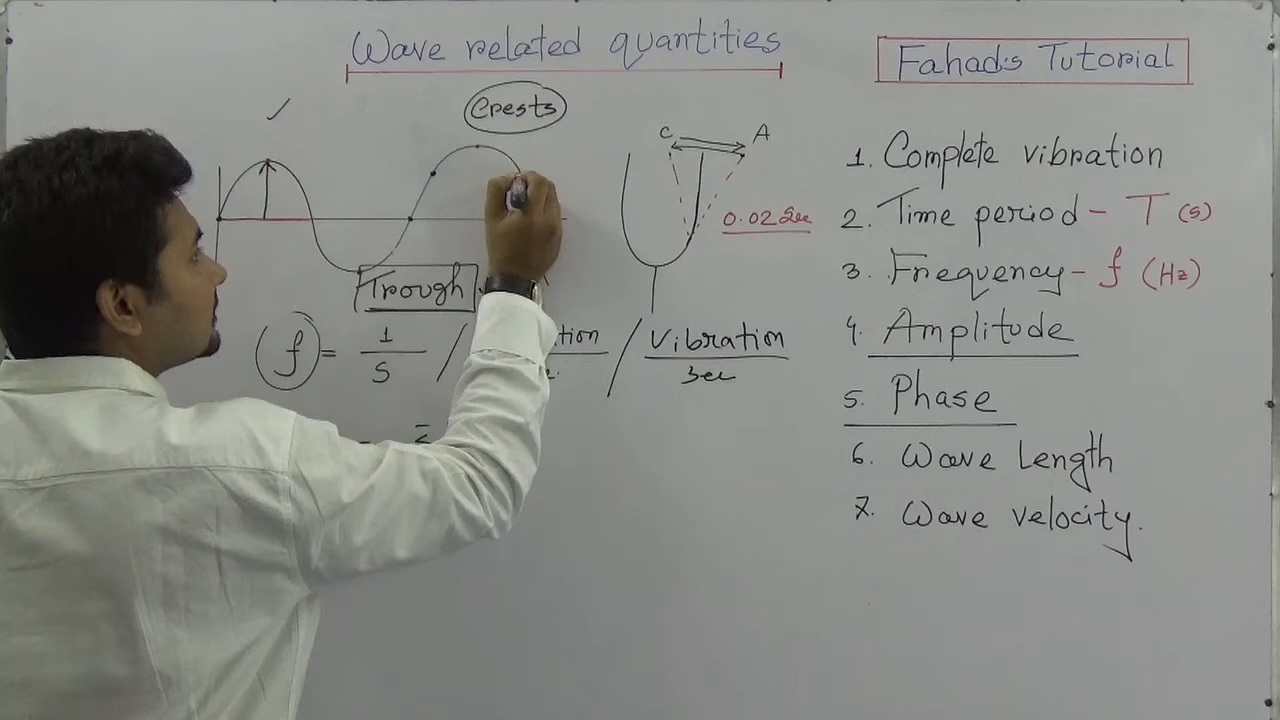 Wave related quantities
Fahad's Tutorial
Crests
C A
0.02 Sec
Trough
(f) = 1/S / tion / Vibration/Sec
1. Complete vibration
2. Time period - T (s)
3. Frequency - f (Hz)
4. Amplitude
5. Phase
6. Wave Length
7. Wave velocity.